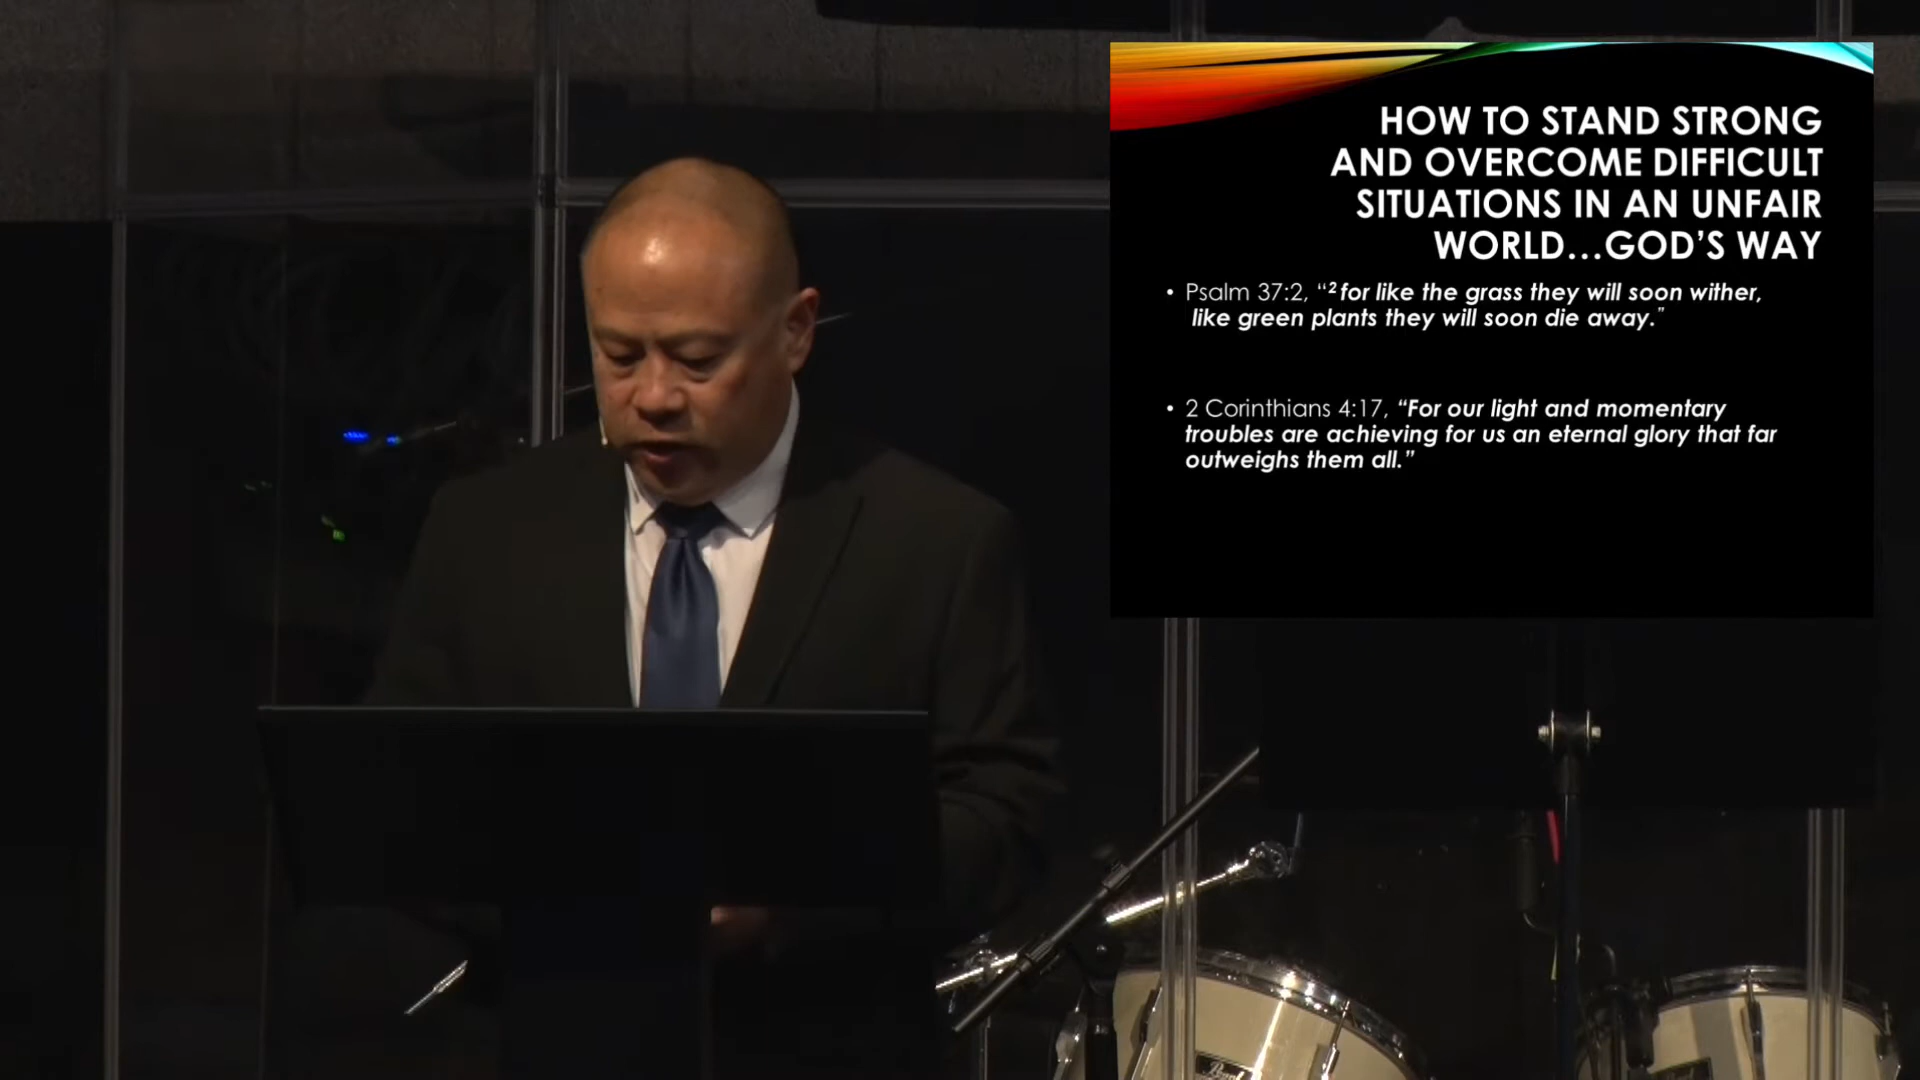 HOW TO STAND STRONG
AND OVERCOME DIFFICULT
SITUATIONS IN AN UNFAIR
WORLD...GOD'S WAY
• Psalm 37:2, "²for like the grass they will soon wither,
like green plants they will soon die away."
• 2 Corinthians 4:17, "For our light and momentary
troubles are achieving for us an eternal glory that far
outweighs them all."
Pearl